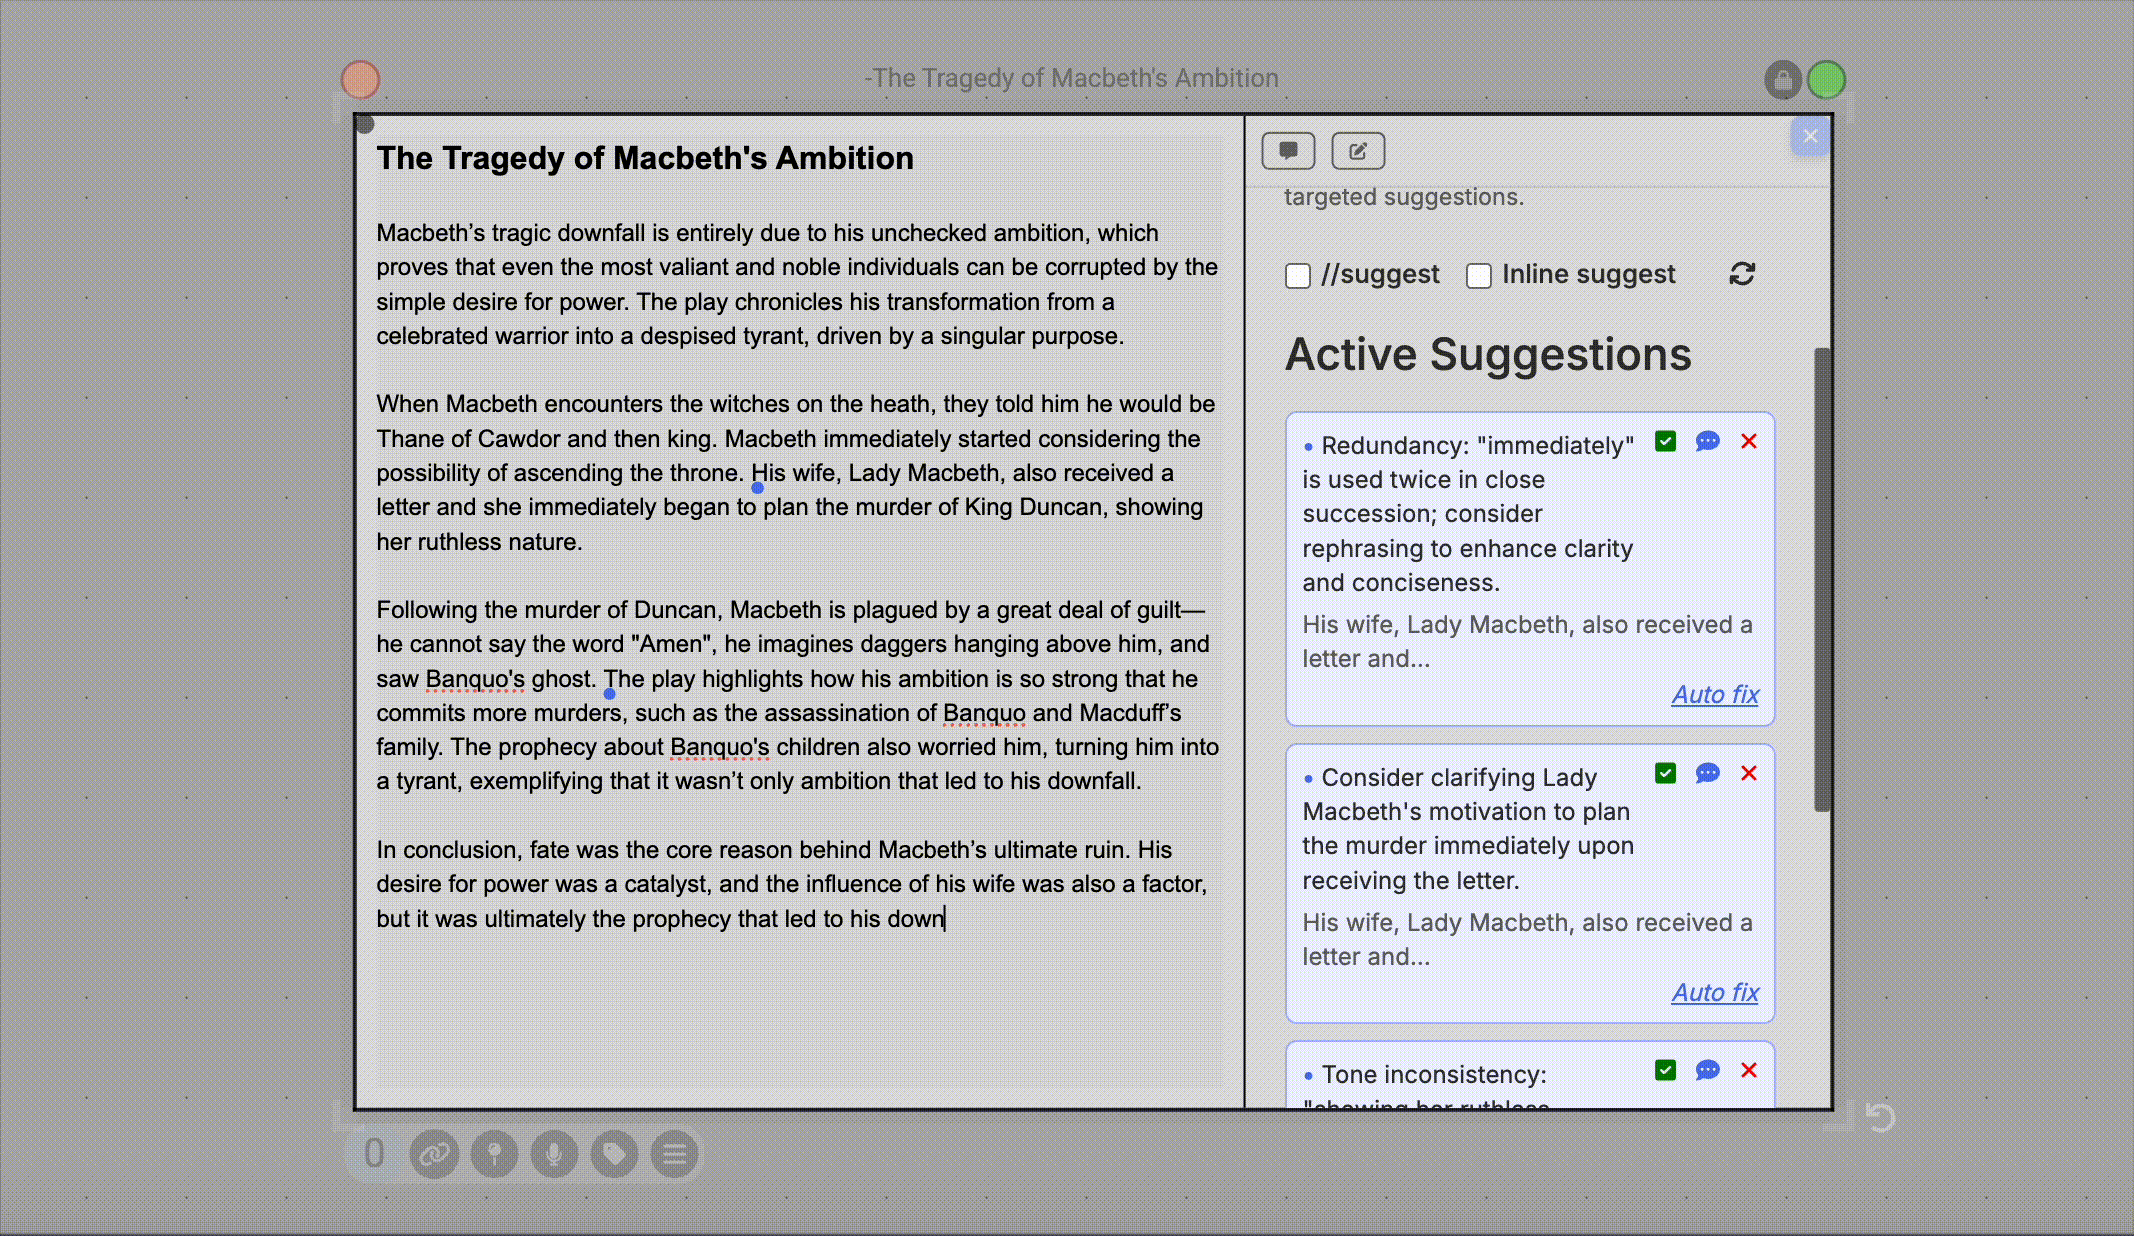 -The Tragedy of Macbeth's Ambition
The Tragedy of Macbeth's Ambition
Macbeth’s tragic downfall is entirely due to his unchecked ambition, which
proves that even the most valiant and noble individuals can be corrupted by the
simple desire for power. The play chronicles his transformation from a
celebrated warrior into a despised tyrant, driven by a singular purpose.
When Macbeth encounters the witches on the heath, they told him he would be
Thane of Cawdor and then king. Macbeth immediately started considering the
possibility of ascending the throne. His wife, Lady Macbeth, also received a
letter and she immediately began to plan the murder of King Duncan, showing
her ruthless nature.
Following the murder of Duncan, Macbeth is plagued by a great deal of guilt—
he cannot say the word "Amen", he imagines daggers hanging above him, and
saw Banquo's ghost. The play highlights how his ambition is so strong that he
commits more murders, such as the assassination of Banquo and Macduff’s
family. The prophecy about Banquo's children also worried him, turning him into
a tyrant, exemplifying that it wasn’t only ambition that led to his downfall.
In conclusion, fate was the core reason behind Macbeth’s ultimate ruin. His
desire for power was a catalyst, and the influence of his wife was also a factor,
but it was ultimately the prophecy that led to his down
targeted suggestions.
//suggest Inline suggest
Active Suggestions
• Redundancy: "immediately"
is used twice in close
succession; consider
rephrasing to enhance clarity
and conciseness.
His wife, Lady Macbeth, also received a
letter and...
Auto fix
• Consider clarifying Lady
Macbeth's motivation to plan
the murder immediately upon
receiving the letter.
His wife, Lady Macbeth, also received a
letter and...
Auto fix
• Tone inconsistency:
"showing her ruthless
0